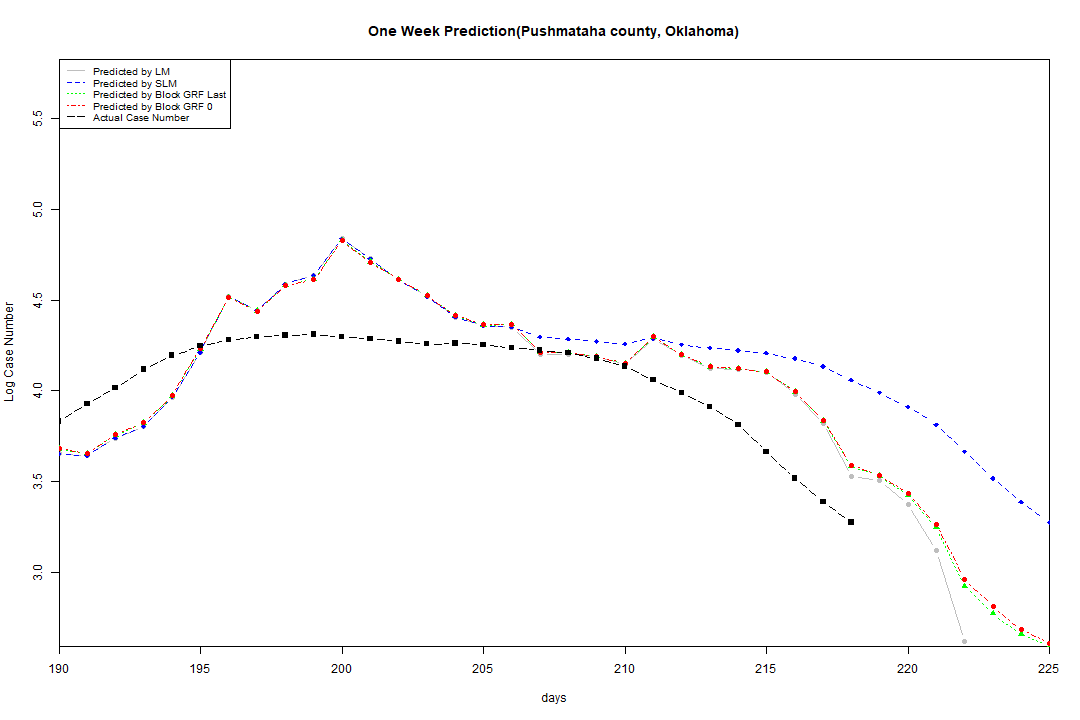 One Week Prediction(Pushmataha county, Oklahoma)
Predicted by LM
Predicted by SLM
Predicted by Block GRF Last
Predicted by Block GRF 0
Actual Case Number
Log Case Number
5.5
5.0
4.5
4.0
3.5
3.0
190 195 200 205 210 215 220 225
days